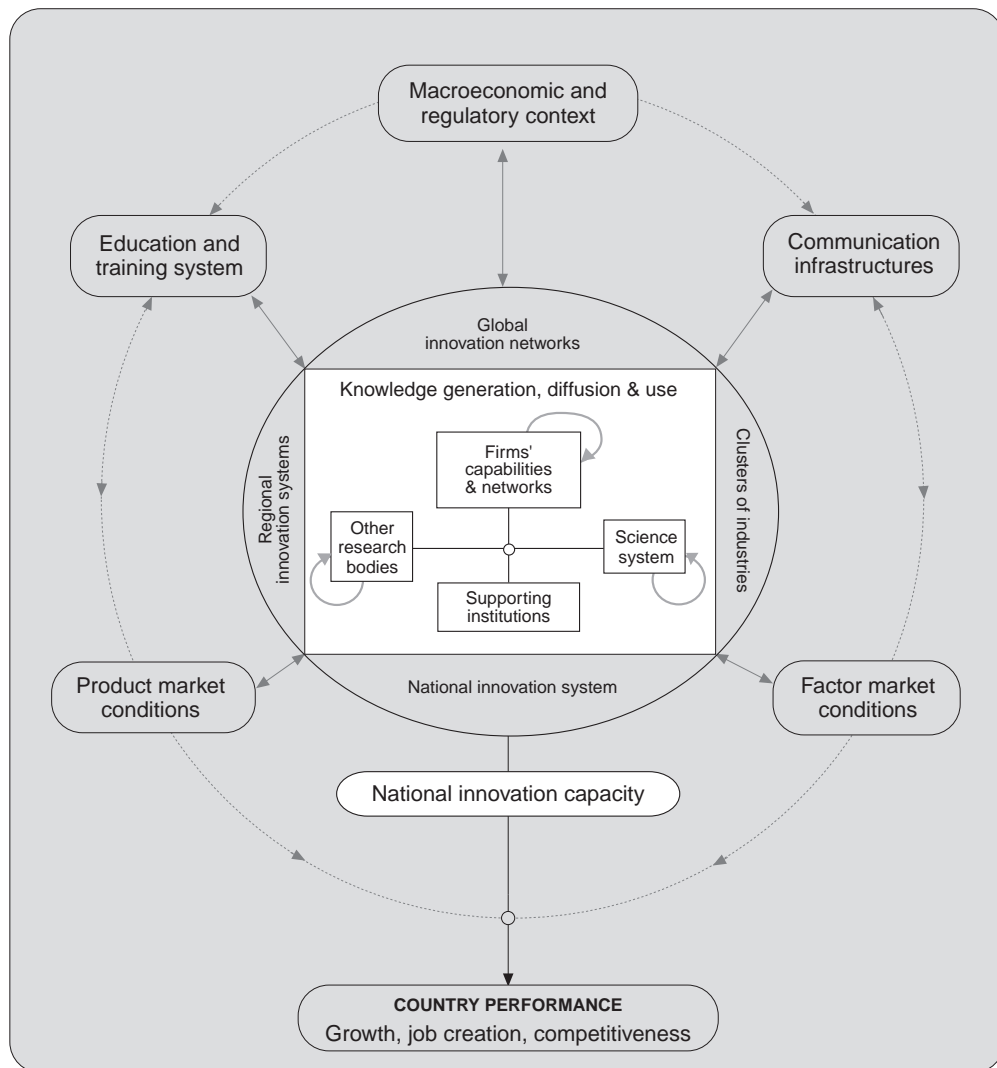 Macroeconomic and
regulatory context
Education and
training system
Communication
infrastructures
Global
innovation networks
Knowledge generation, diffusion & use
Regional
innovation systems
Clusters of industries
Firms'
capabilities
& networks
Other
research
bodies
Science
system
Supporting
institutions
Product market
conditions
National innovation system
Factor market
conditions
National innovation capacity
COUNTRY PERFORMANCE
Growth, job creation, competitiveness